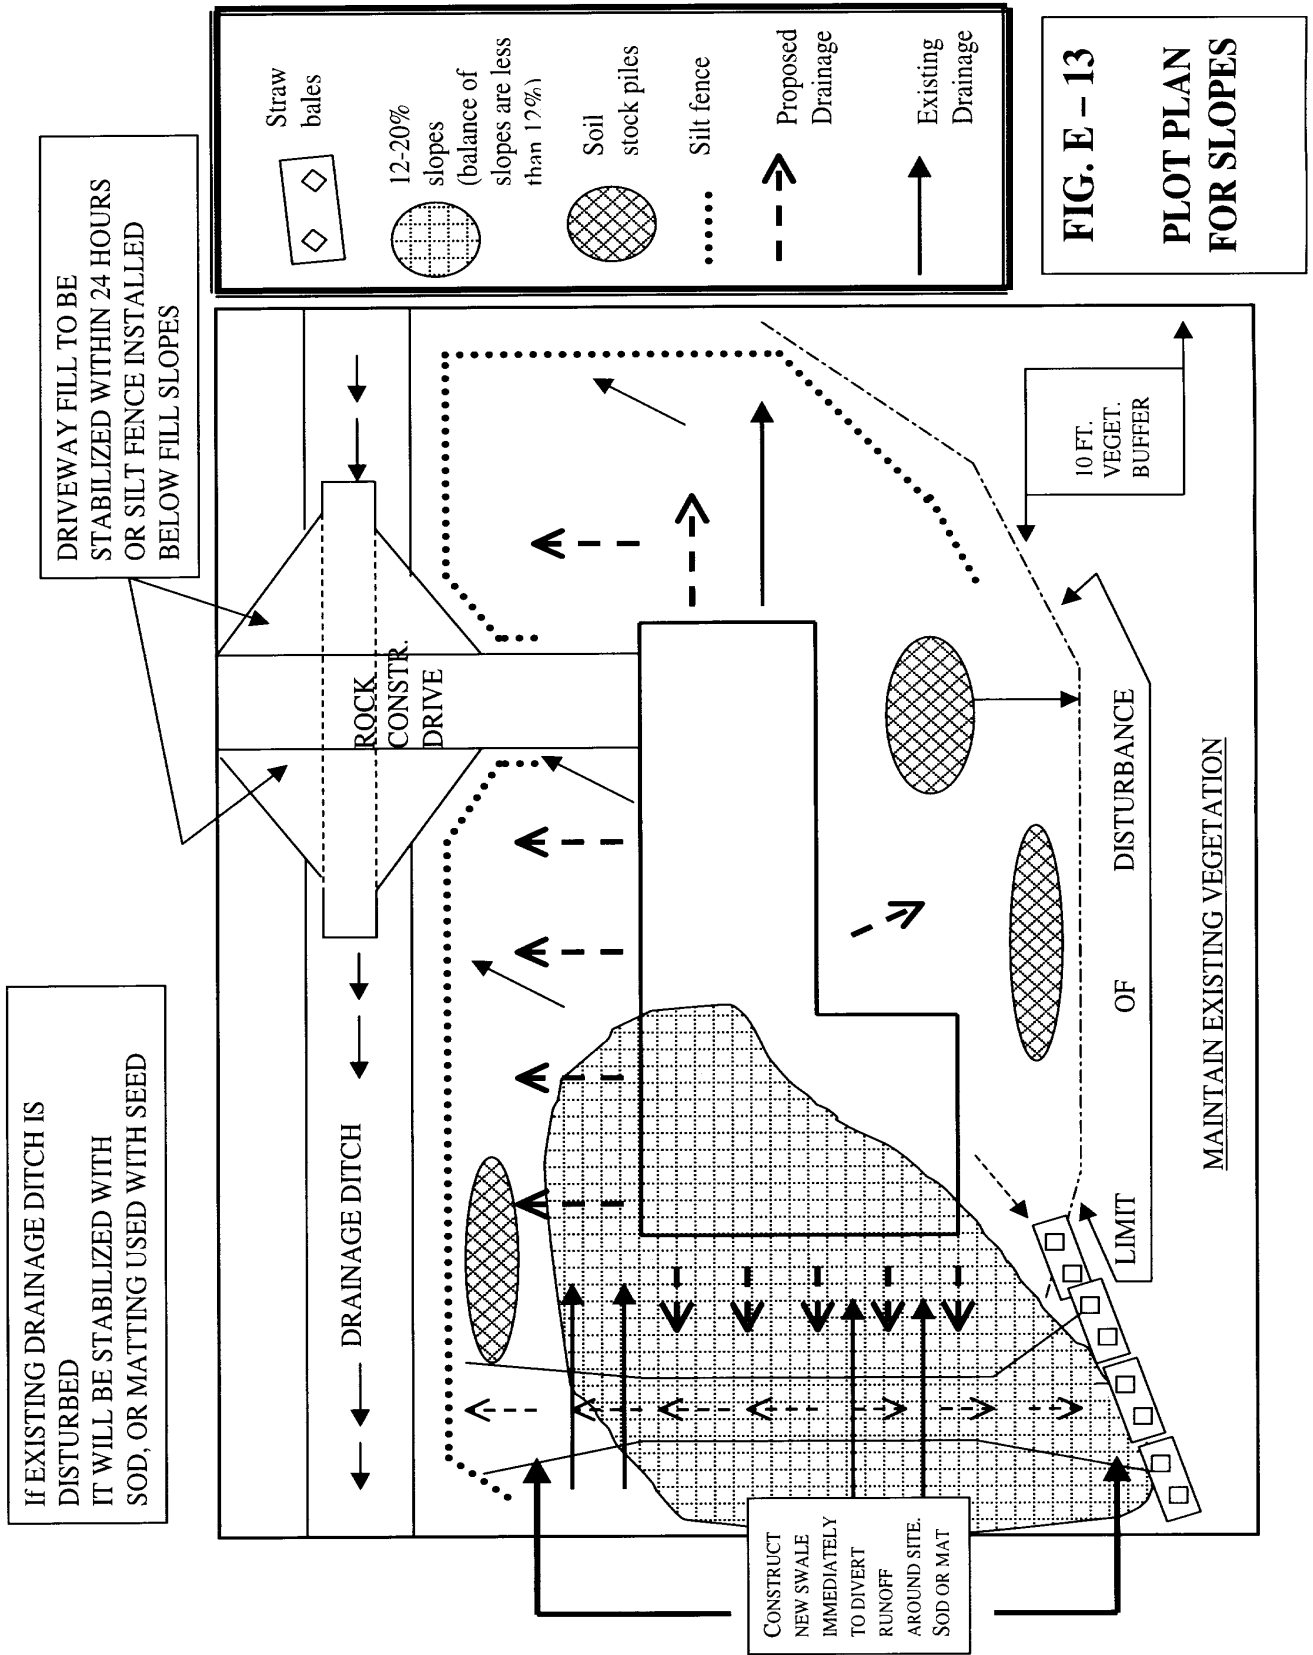 If EXISTING DRAINAGE DITCH IS
DISTURBED
IT WILL BE STABILIZED WITH
SOD, OR MATTING USED WITH SEED
DRIVEWAY FILL TO BE
STABILIZED WITHIN 24 HOURS
OR SILT FENCE INSTALLED
BELOW FILL SLOPES
DRAINAGE DITCH
ROCK
CONSTR.
DRIVE
CONSTRUCT
NEW SWALE
IMMEDIATELY
TO DIVERT
RUNOFF
AROUND SITE.
SOD OR MAT
10 FT.
VEGET.
BUFFER
LIMIT OF DISTURBANCE
MAINTAIN EXISTING VEGETATION
Straw
bales
12-20%
slopes
(balance of
slopes are less
than 12%)
Soil
stock piles
Silt fence
Proposed
Drainage
Existing
Drainage
FIG. E – 13
PLOT PLAN
FOR SLOPES